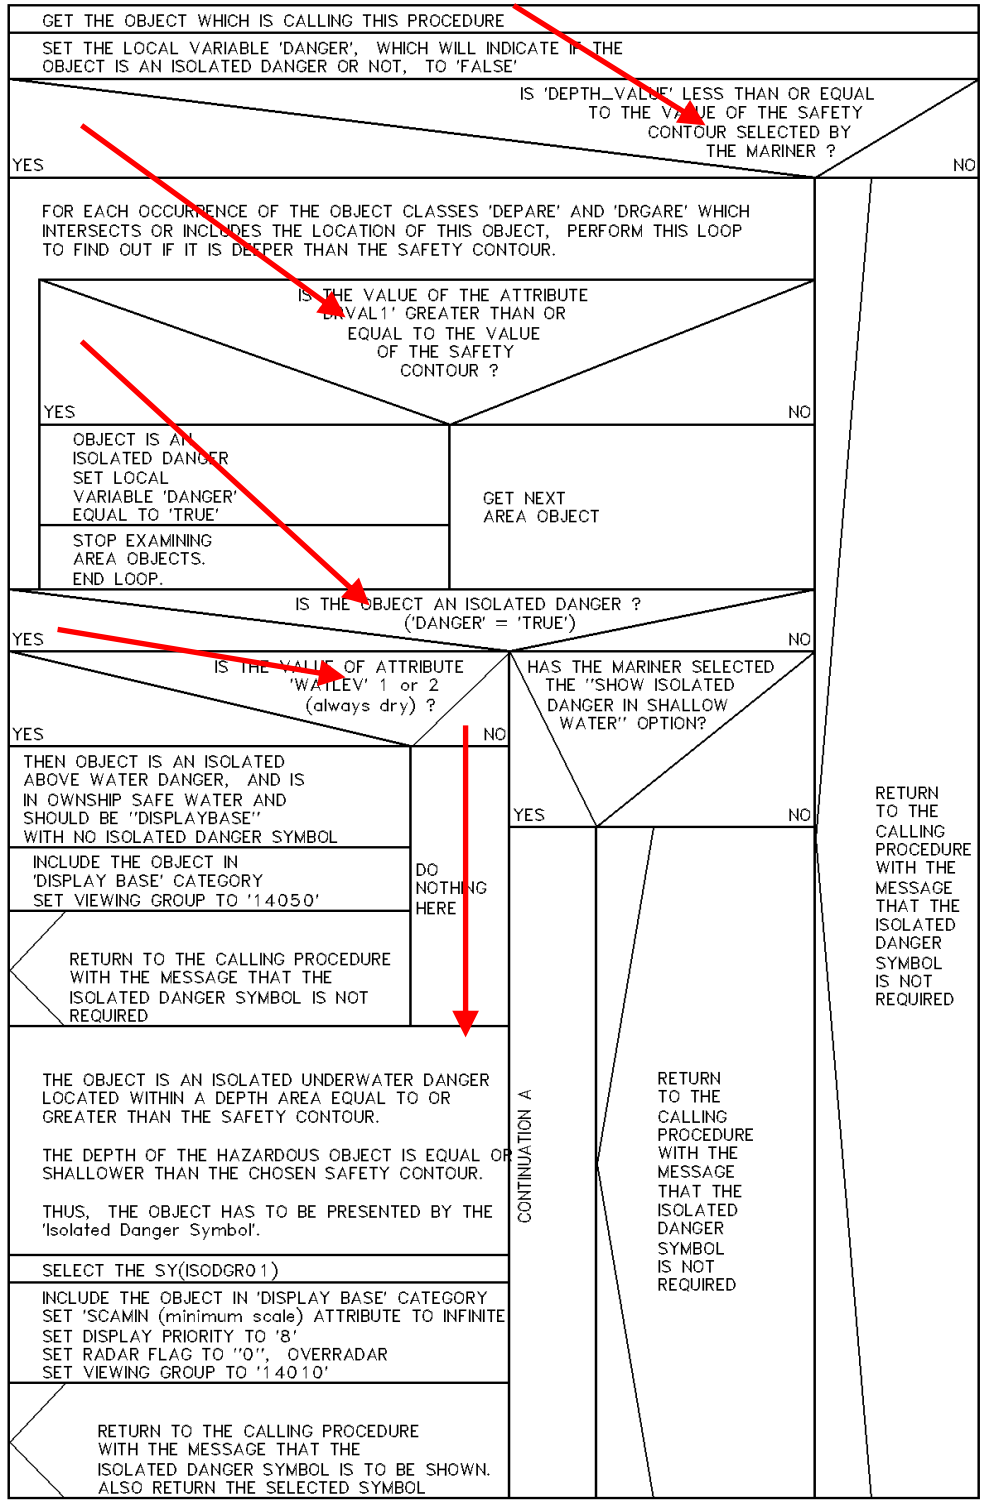 GET THE OBJECT WHICH IS CALLING THIS PROCEDURE
SET THE LOCAL VARIABLE 'DANGER', WHICH WILL INDICATE IF THE
OBJECT IS AN ISOLATED DANGER OR NOT, TO 'FALSE'
IS 'DEPTH_VALUE' LESS THAN OR EQUAL
TO THE VALUE OF THE SAFETY
CONTOUR SELECTED BY
THE MARINER ?
YES
NO
FOR EACH OCCURRENCE OF THE OBJECT CLASSES 'DEPARE' AND 'DRGARE' WHICH
INTERSECTS OR INCLUDES THE LOCATION OF THIS OBJECT, PERFORM THIS LOOP
TO FIND OUT IF IT IS DEEPER THAN THE SAFETY CONTOUR.
IS THE VALUE OF THE ATTRIBUTE
'DRVAL1' GREATER THAN OR
EQUAL TO THE VALUE
OF THE SAFETY
CONTOUR ?
YES
NO
OBJECT IS AN
ISOLATED DANGER
SET LOCAL
VARIABLE 'DANGER'
EQUAL TO 'TRUE'
STOP EXAMINING
AREA OBJECTS.
END LOOP.
GET NEXT
AREA OBJECT
IS THE OBJECT AN ISOLATED DANGER ?
('DANGER' = 'TRUE')
YES
NO
IS THE VALUE OF ATTRIBUTE
'WATLEV' 1 or 2
(always dry) ?
YES
NO
HAS THE MARINER SELECTED
THE "SHOW ISOLATED
DANGER IN SHALLOW
WATER" OPTION?
YES
NO
THEN OBJECT IS AN ISOLATED
ABOVE WATER DANGER, AND IS
IN OWNSHIP SAFE WATER AND
SHOULD BE "DISPLAYBASE"
WITH NO ISOLATED DANGER SYMBOL
INCLUDE THE OBJECT IN
'DISPLAY BASE' CATEGORY
SET VIEWING GROUP TO '14050'
RETURN TO THE CALLING PROCEDURE
WITH THE MESSAGE THAT THE
ISOLATED DANGER SYMBOL IS NOT
REQUIRED
DO
NOTHING
HERE
THE OBJECT IS AN ISOLATED UNDERWATER DANGER
LOCATED WITHIN A DEPTH AREA EQUAL TO OR
GREATER THAN THE SAFETY CONTOUR.
THE DEPTH OF THE HAZARDOUS OBJECT IS EQUAL OR
SHALLOWER THAN THE CHOSEN SAFETY CONTOUR.
THUS, THE OBJECT HAS TO BE PRESENTED BY THE
'Isolated Danger Symbol'.
SELECT THE SY(ISODGR01)
INCLUDE THE OBJECT IN 'DISPLAY BASE' CATEGORY
SET 'SCAMIN (minimum scale) ATTRIBUTE TO INFINITE
SET DISPLAY PRIORITY TO '8'
SET RADAR FLAG TO "0", OVERRADAR
SET VIEWING GROUP TO '14010'
RETURN TO THE CALLING PROCEDURE
WITH THE MESSAGE THAT THE
ISOLATED DANGER SYMBOL IS TO BE SHOWN.
ALSO RETURN THE SELECTED SYMBOL
CONTINUATION A
RETURN
TO THE
CALLING
PROCEDURE
WITH THE
MESSAGE
THAT THE
ISOLATED
DANGER
SYMBOL
IS NOT
REQUIRED
RETURN
TO THE
CALLING
PROCEDURE
WITH THE
MESSAGE
THAT THE
ISOLATED
DANGER
SYMBOL
IS NOT
REQUIRED